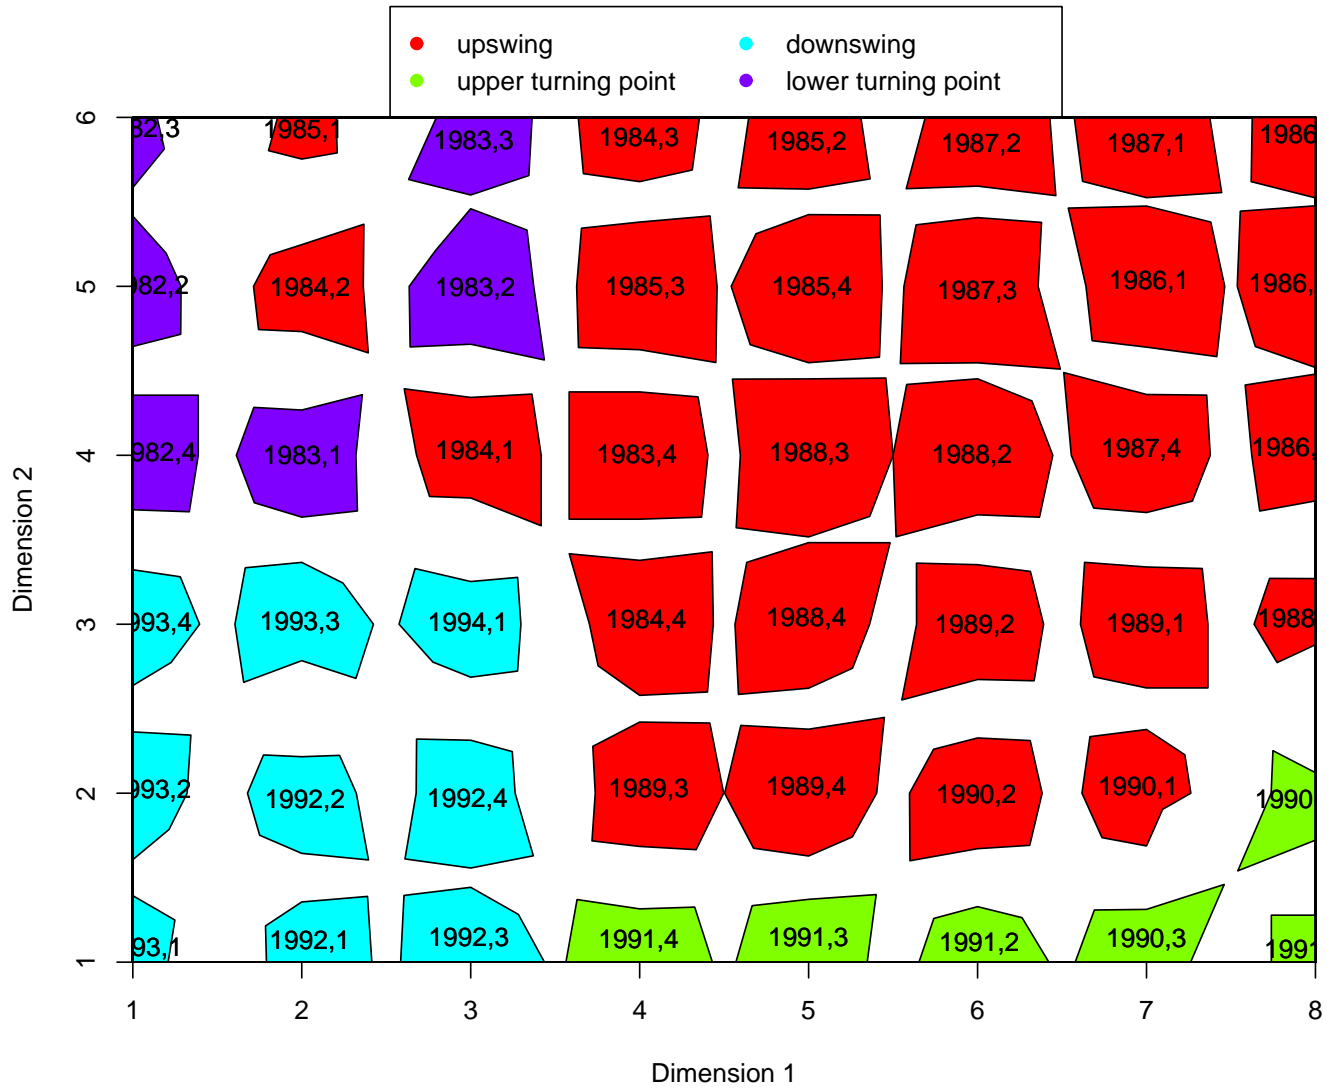 upswing downswing
upper turning point lower turning point
6 82,3 1985,1 1983,3 1984,3 1985,2 1987,2 1987,1 1986
5 982,2 1984,2 1983,2 1985,3 1985,4 1987,3 1986,1 1986,
4 982,4 1983,1 1984,1 1983,4 1988,3 1988,2 1987,4 1986,
3 993,4 1993,3 1994,1 1984,4 1988,4 1989,2 1989,1 1988
2 993,2 1992,2 1992,4 1989,3 1989,4 1990,2 1990,1 1990
1 93,1 1992,1 1992,3 1991,4 1991,3 1991,2 1990,3 1991
1 2 3 4 5 6 7 8
Dimension 1
Dimension 2